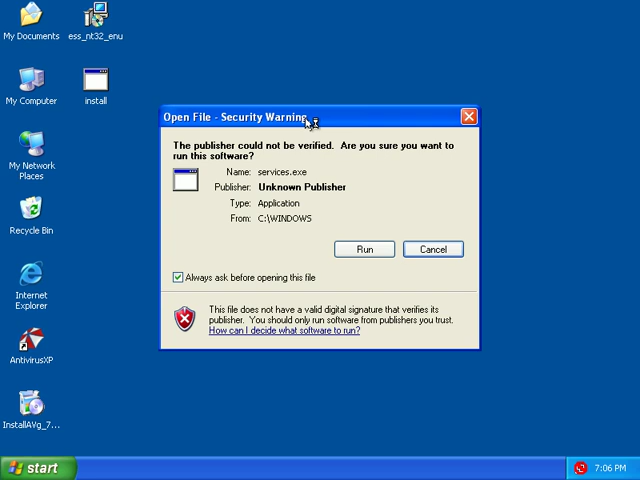 My Documents
ess_nt32_enu
My Computer
install
My Network
Places
Recycle Bin
Internet
Explorer
AntivirusXP
InstallAVg_7...
Open File - Security Warning
The publisher could not be verified.  Are you sure you want to
run this software?
Name: services.exe
Publisher: Unknown Publisher
Type: Application
From: C:\WINDOWS
Run
Cancel
Always ask before opening this file
This file does not have a valid digital signature that verifies its
publisher.  You should only run software from publishers you trust.
How can I decide what software to run?
start
7:06 PM